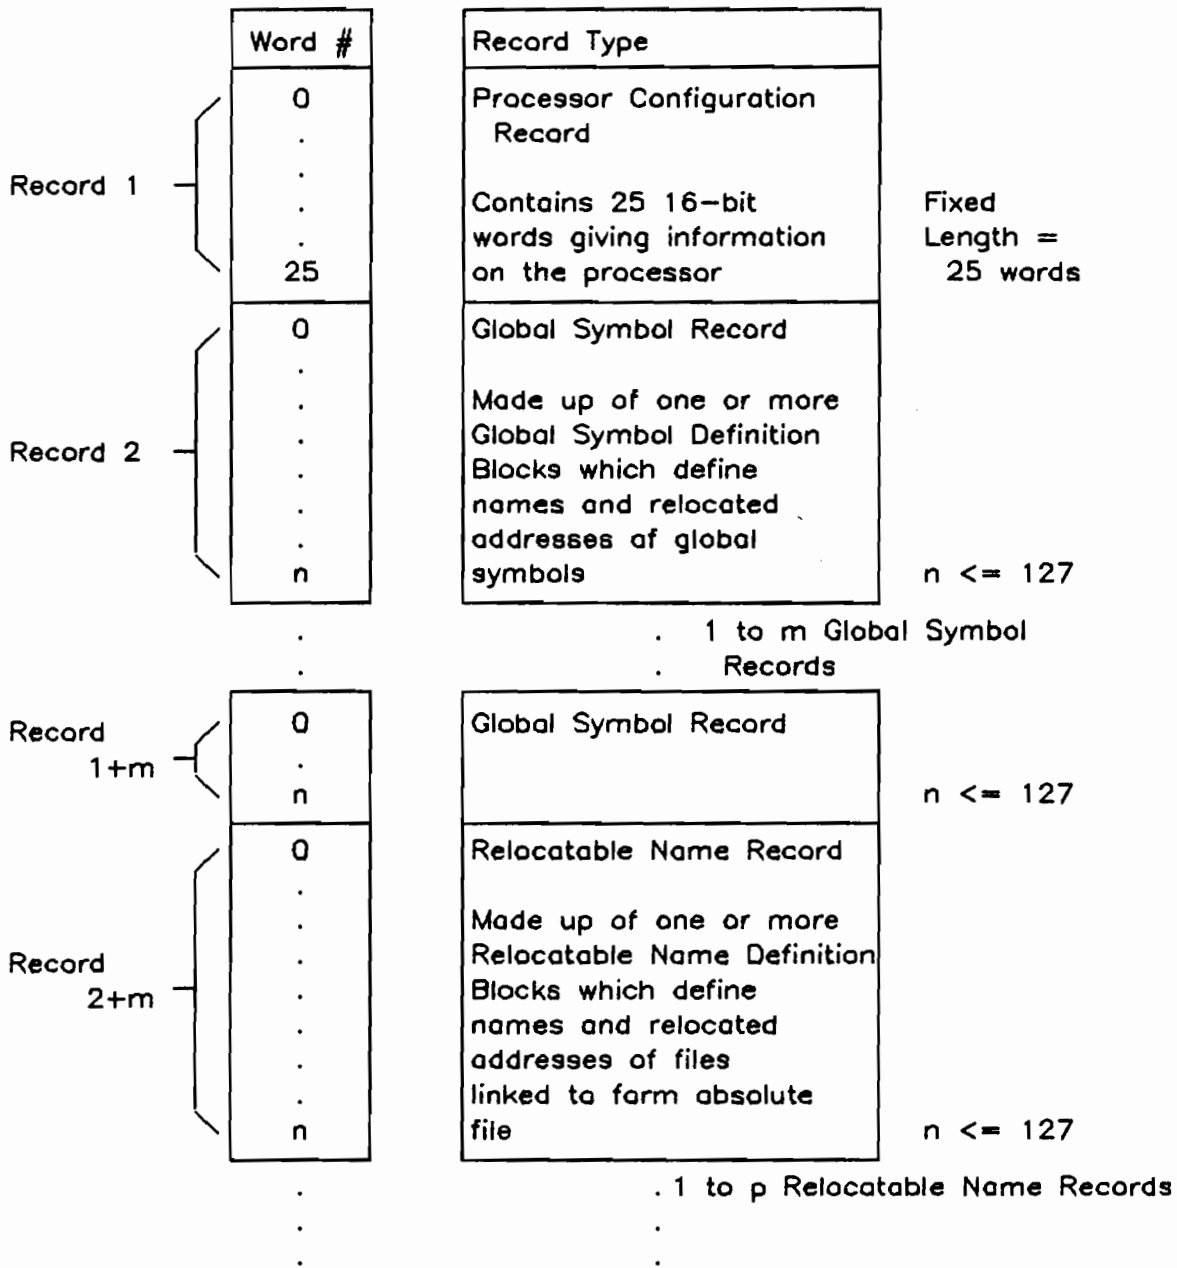 Word # Record Type
0 Processor Configuration
. Record
Record 1 .
. Contains 25 16-bit Fixed
. words giving information Length =
25 on the processor 25 words
0 Global Symbol Record
.
. Made up of one or more
. Global Symbol Definition
Record 2 . Blocks which define
. names and relocated
. addresses of global
n symbols n <= 127
. . 1 to m Global Symbol
. . Records
Record 0 Global Symbol Record
1+m .
n n <= 127
0 Relocatable Name Record
.
. Made up of one or more
Record . Relocatable Name Definition
2+m . Blocks which define
. names and relocated
. addresses of files
. linked to form absolute
n file n <= 127
. . 1 to p Relocatable Name Records
. .
. .